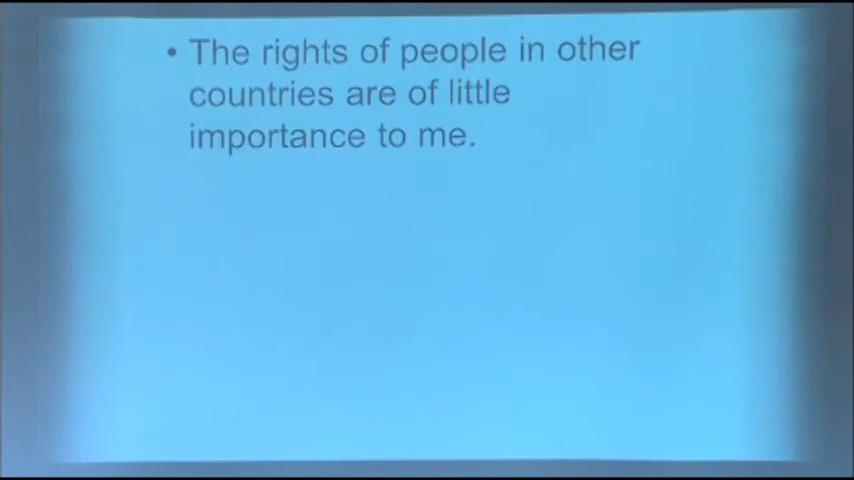 • The rights of people in other
countries are of little
importance to me.